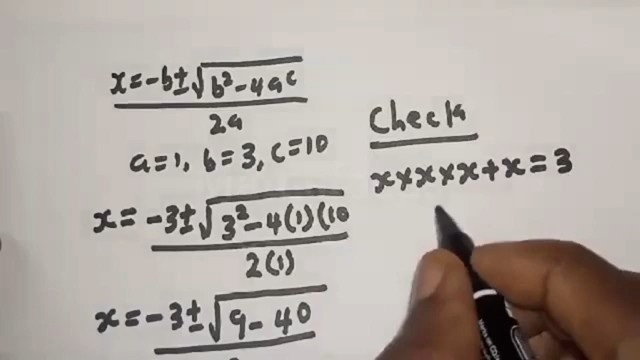 x = -b ± √b² - 4ac
2a
a = 1, b = 3, c = 10
x = -3 ± √3² - 4(1)(10
2(1)
x = -3 ± √9 - 40
Check
x × x × x + x = 3